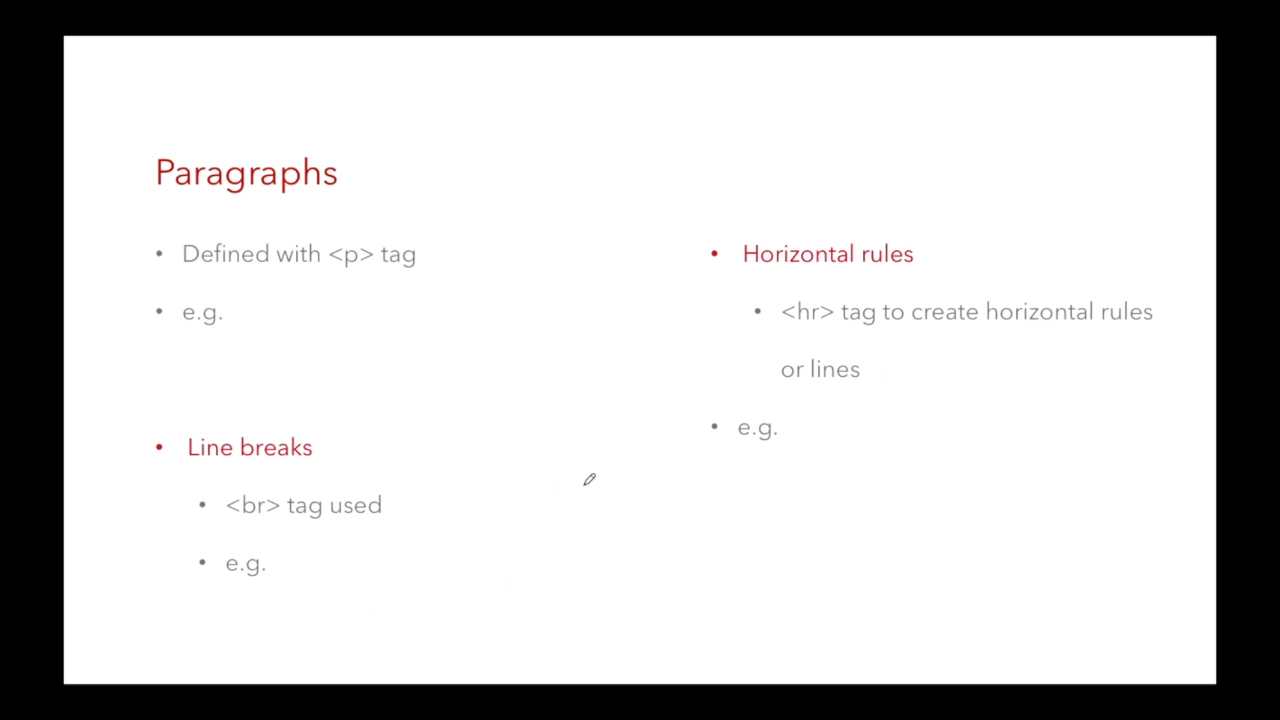 Paragraphs
• Defined with <p> tag
• e.g.
• Line breaks
• <br> tag used
• e.g.
• Horizontal rules
• <hr> tag to create horizontal rules
or lines
• e.g.